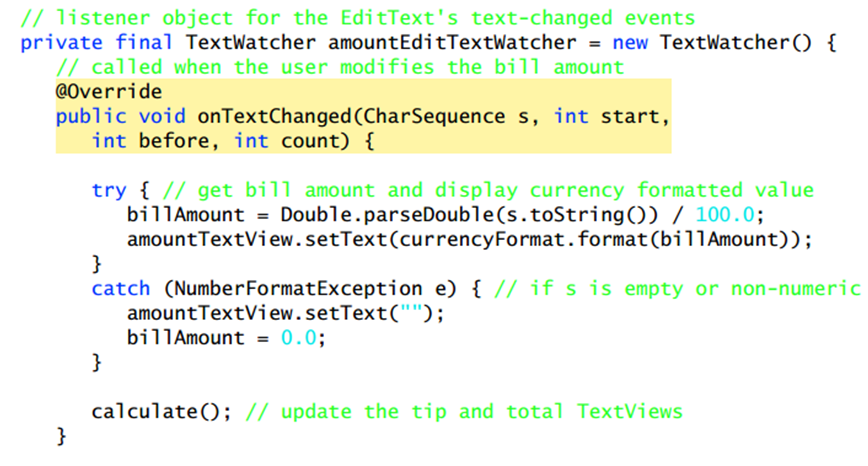 // listener object for the EditText's text-changed events
private final TextWatcher amountEditTextWatcher = new TextWatcher() {
// called when the user modifies the bill amount
@Override
public void onTextChanged(CharSequence s, int start,
int before, int count) {
try { // get bill amount and display currency formatted value
billAmount = Double.parseDouble(s.toString()) / 100.0;
amountTextView.setText(currencyFormat.format(billAmount));
}
catch (NumberFormatException e) { // if s is empty or non-numeric
amountTextView.setText("");
billAmount = 0.0;
}
calculate(); // update the tip and total TextViews
}